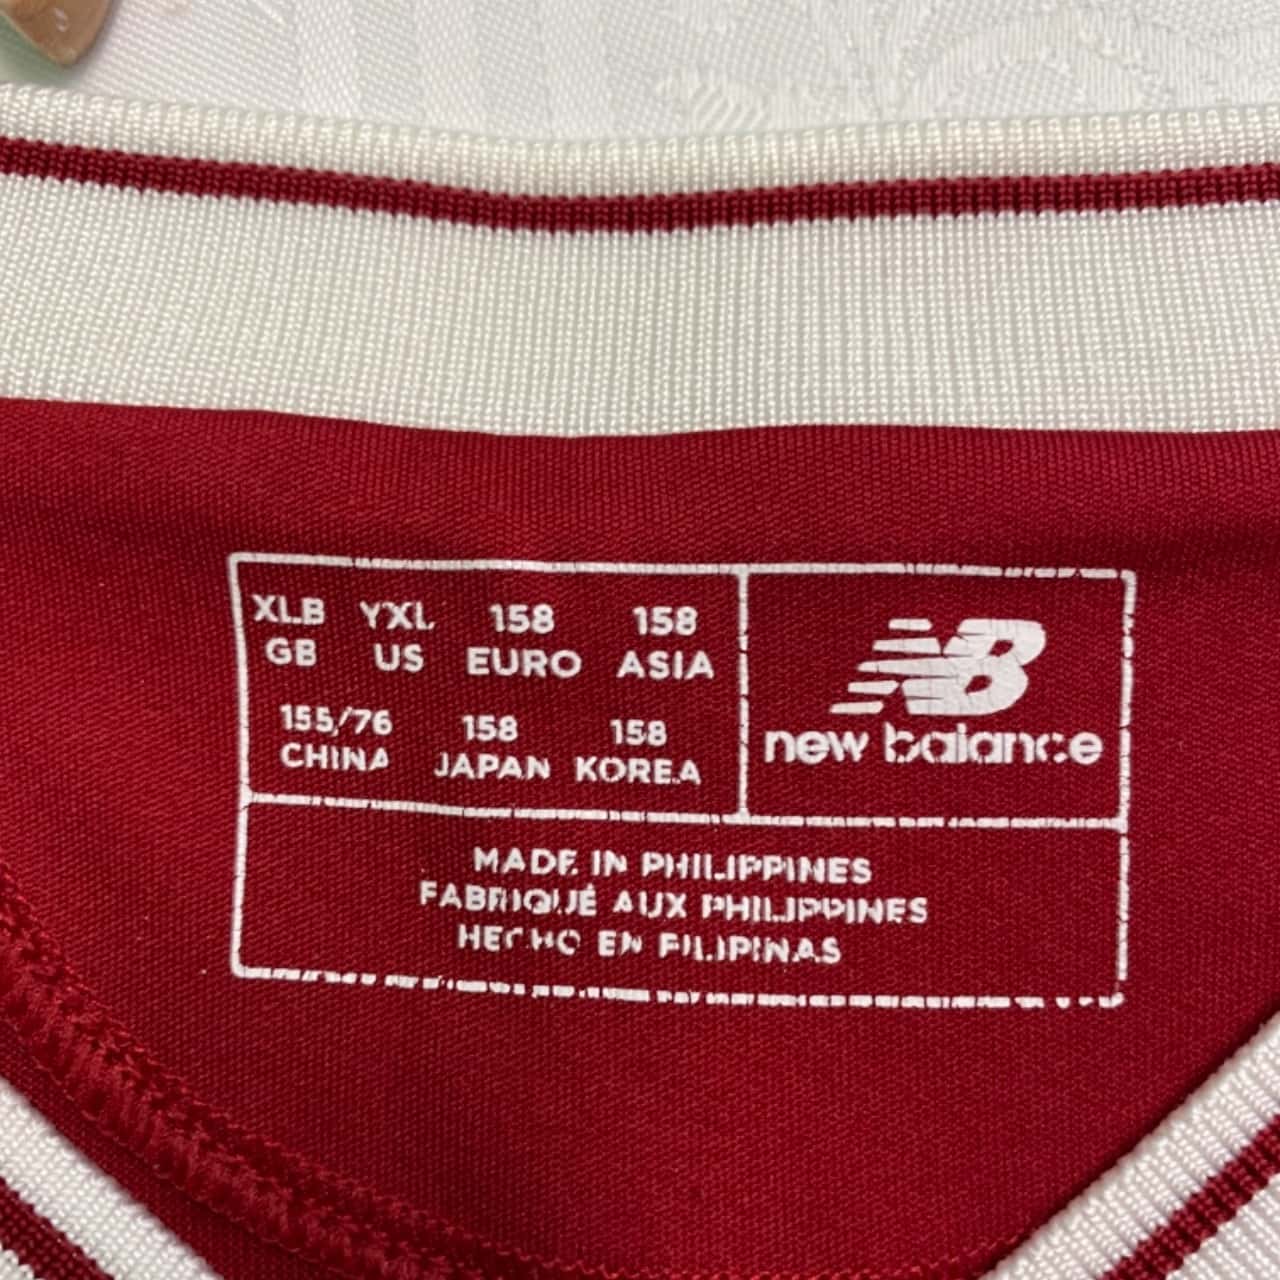 XLB YXL 158 158
GB US EURO ASIA
155/76 158 158
CHINA JAPAN KOREA
NB
new balance
MADE IN PHILIPPINES
FABRIQUÉ AUX PHILIPPINES
HECHO EN FILIPINAS